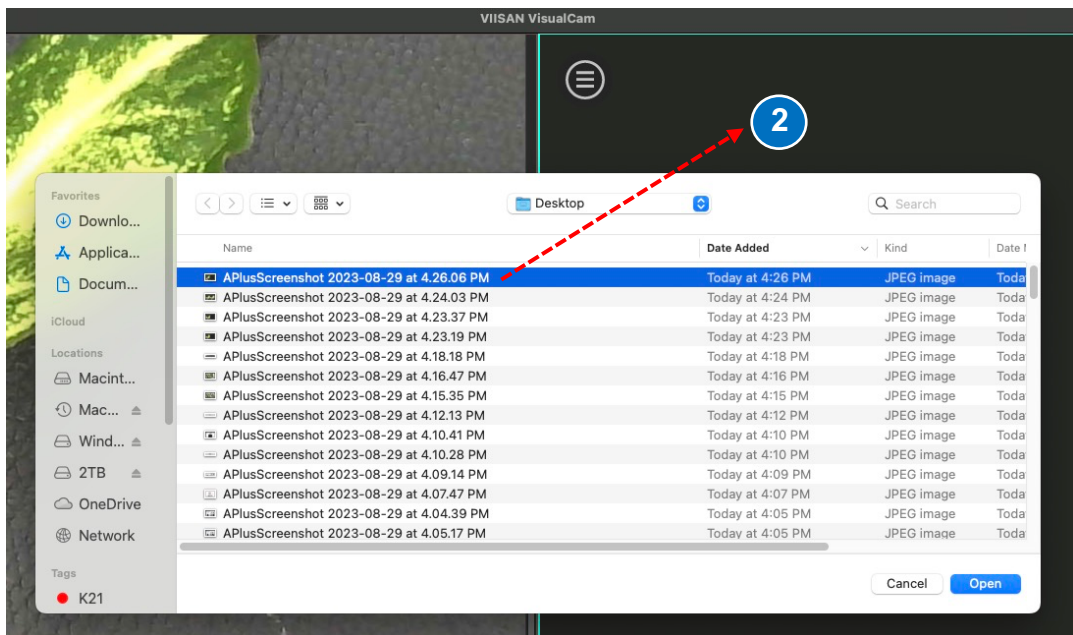 VIISAN VisualCam
2
Favorites
Downlo...
Applica...
Docum...
iCloud
Locations
Macint...
Mac...
Wind...
2TB
OneDrive
Network
Tags
K21
Desktop
Search
Name Date Added Kind Date
APlusScreenshot 2023-08-29 at 4.26.06 PM Today at 4:26 PM JPEG image Toda
APlusScreenshot 2023-08-29 at 4.24.03 PM Today at 4:24 PM JPEG image Toda
APlusScreenshot 2023-08-29 at 4.23.37 PM Today at 4:23 PM JPEG image Toda
APlusScreenshot 2023-08-29 at 4.23.19 PM Today at 4:23 PM JPEG image Toda
APlusScreenshot 2023-08-29 at 4.18.18 PM Today at 4:18 PM JPEG image Toda
APlusScreenshot 2023-08-29 at 4.16.47 PM Today at 4:16 PM JPEG image Toda
APlusScreenshot 2023-08-29 at 4.15.35 PM Today at 4:15 PM JPEG image Toda
APlusScreenshot 2023-08-29 at 4.12.13 PM Today at 4:12 PM JPEG image Toda
APlusScreenshot 2023-08-29 at 4.10.41 PM Today at 4:10 PM JPEG image Toda
APlusScreenshot 2023-08-29 at 4.10.28 PM Today at 4:10 PM JPEG image Toda
APlusScreenshot 2023-08-29 at 4.09.14 PM Today at 4:09 PM JPEG image Toda
APlusScreenshot 2023-08-29 at 4.07.47 PM Today at 4:07 PM JPEG image Toda
APlusScreenshot 2023-08-29 at 4.04.39 PM Today at 4:05 PM JPEG image Toda
APlusScreenshot 2023-08-29 at 4.05.17 PM Today at 4:05 PM JPEG image Toda
Cancel Open